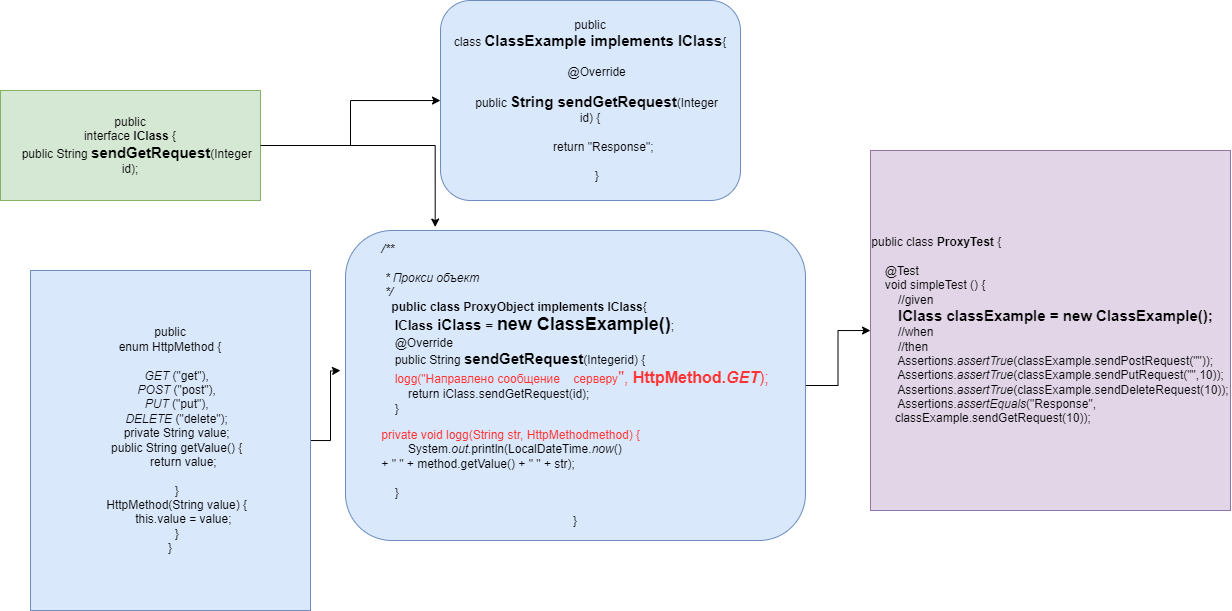 public
interface IClass {
public String sendGetRequest(Integer
id);
public
class ClassExample implements IClass{
@Override
public String sendGetRequest(Integer
id) {
return "Response";
}
public
enum HttpMethod {
GET ("get"),
POST ("post"),
PUT ("put"),
DELETE ("delete");
private String value;
public String getValue() {
return value;
}
HttpMethod(String value) {
this.value = value;
}
}
/**
* Прокси объект
*/
public class ProxyObject implements IClass{
IClass iClass = new ClassExample();
@Override
public String sendGetRequest(Integerid) {
logg("Направлено сообщение серверу", HttpMethod.GET);
return iClass.sendGetRequest(id);
}
private void logg(String str, HttpMethodmethod) {
System.out.println(LocalDateTime.now()
+ " " + method.getValue() + " " + str);
}
}
public class ProxyTest {
@Test
void simpleTest () {
//given
IClass classExample = new ClassExample();
//when
//then
Assertions.assertTrue(classExample.sendPostRequest(""));
Assertions.assertTrue(classExample.sendPutRequest("",10));
Assertions.assertTrue(classExample.sendDeleteRequest(10));
Assertions.assertEquals("Response",
classExample.sendGetRequest(10));